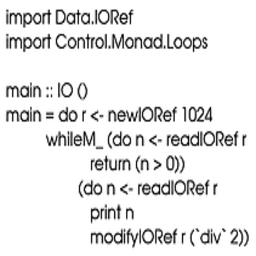 import Data.IORef
import Control.Monad.Loops

main :: IO ()
main = do r <- newIORef 1024
whileM_ (do n <- readIORef r
return (n > 0))
(do n <- readIORef r
print n
modifyIORef r (`div` 2))